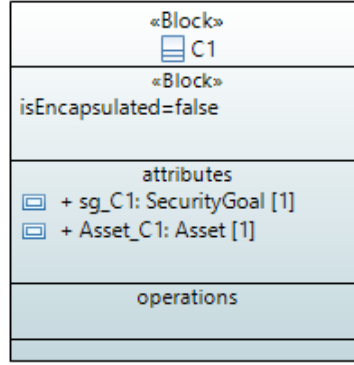 «Block»
C1
«Block»
isEncapsulated=false
attributes
+ sg_C1: SecurityGoal [1]
+ Asset_C1: Asset [1]
operations